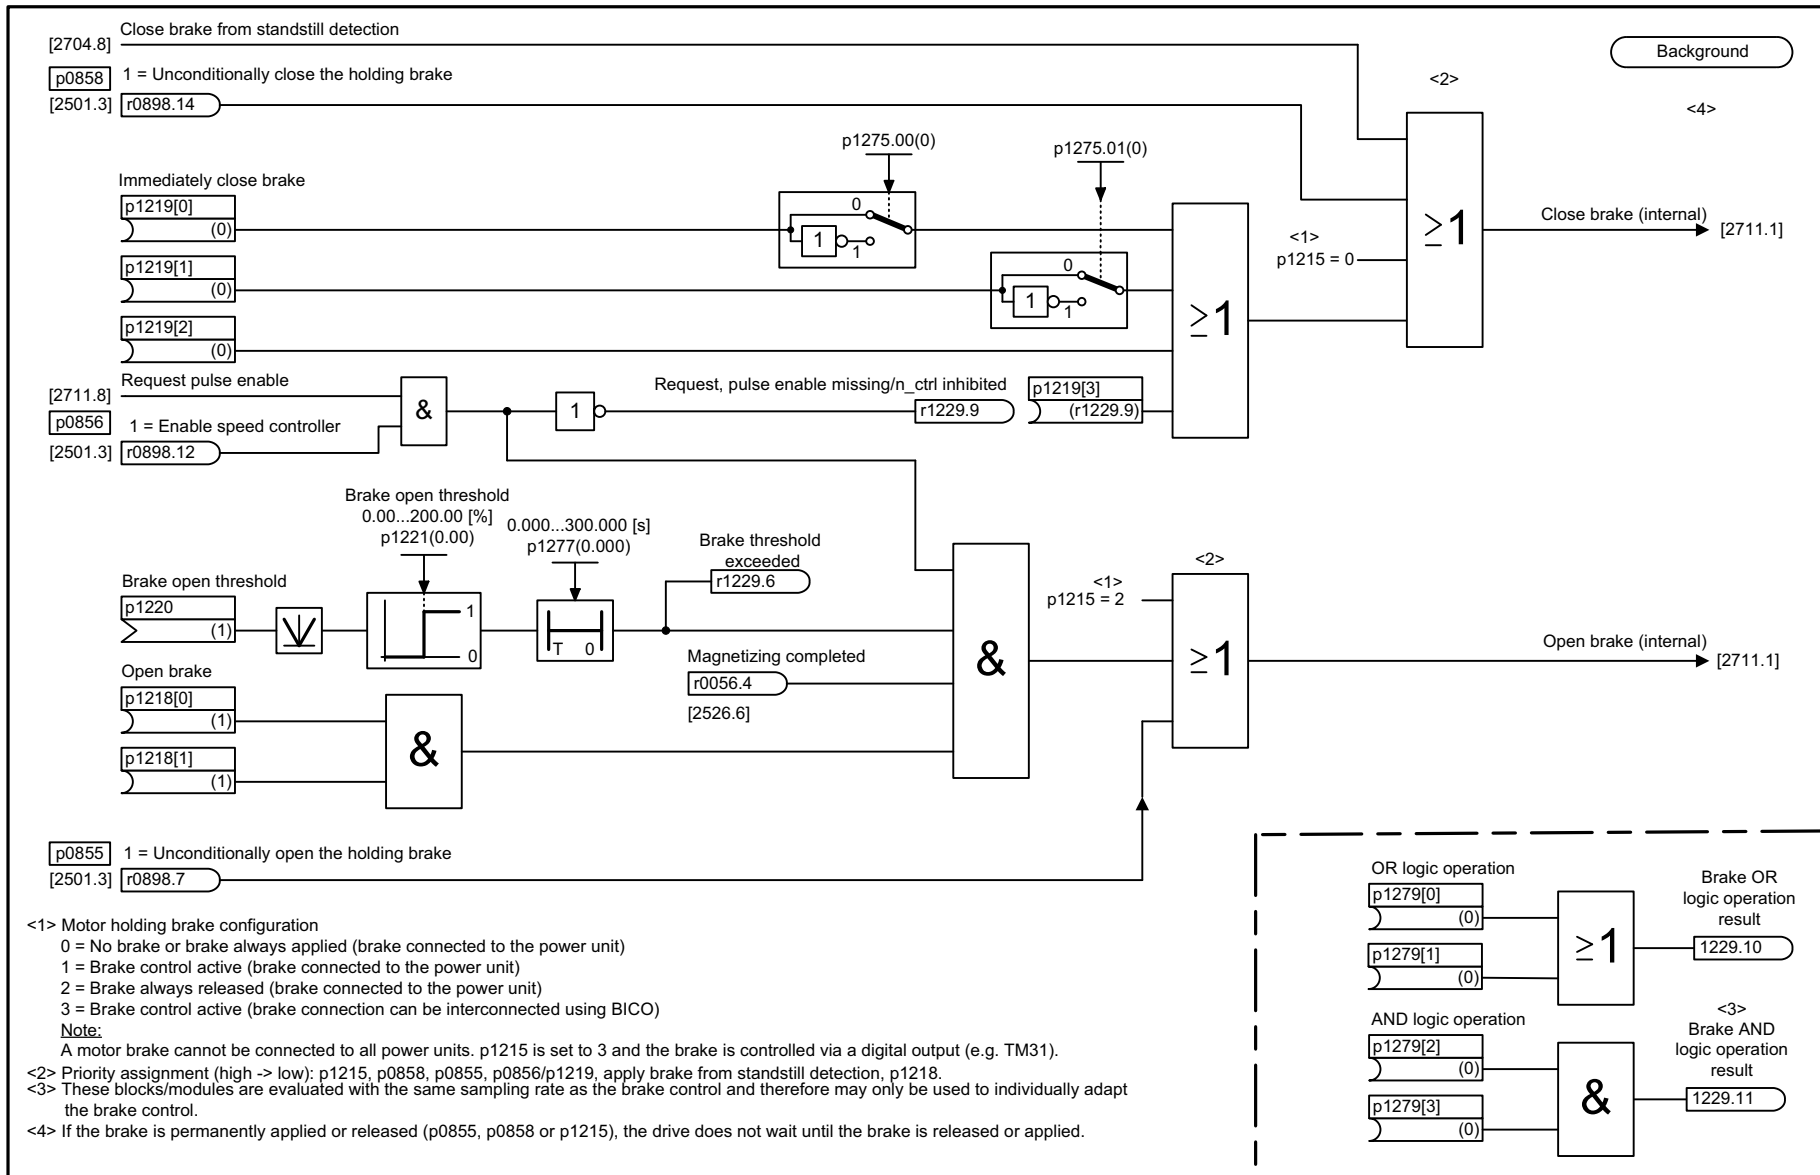 Close brake from standstill detection
[2704.8]
Background
p0858 1 = Unconditionally close the holding brake
<2>
[2501.3] r0898.14
<4>
p1275.00(0)
p1275.01(0)
Immediately close brake
p1219[0]
(0)
0
1
1
Close brake (internal)
[2711.1]
≥1
<1>
p1215 = 0
p1219[1]
(0)
0
1
1
p1219[2]
(0)
≥1
Request pulse enable
[2711.8]
&
1
Request, pulse enable missing/n_ctrl inhibited
r1229.9
p1219[3]
(r1229.9)
p0856 1 = Enable speed controller
[2501.3] r0898.12
Brake open threshold
0.00...200.00 [%]
p1221(0.00)
0.000...300.000 [s]
p1277(0.000)
Brake threshold
exceeded
r1229.6
<2>
Brake open threshold
p1220
(1)
1
0
T 0
<1>
p1215 = 2
Magnetizing completed
r0056.4
[2526.6]
&
≥1
Open brake (internal)
[2711.1]
Open brake
p1218[0]
(1)
p1218[1]
(1)
&
p0855 1 = Unconditionally open the holding brake
[2501.3] r0898.7
OR logic operation
p1279[0]
(0)
p1279[1]
(0)
≥1
Brake OR
logic operation
result
1229.10
AND logic operation
p1279[2]
(0)
p1279[3]
(0)
&
<3>
Brake AND
logic operation
result
1229.11
<1> Motor holding brake configuration
0 = No brake or brake always applied (brake connected to the power unit)
1 = Brake control active (brake connected to the power unit)
2 = Brake always released (brake connected to the power unit)
3 = Brake control active (brake connection can be interconnected using BICO)
Note:
A motor brake cannot be connected to all power units. p1215 is set to 3 and the brake is controlled via a digital output (e.g. TM31).
<2> Priority assignment (high -> low): p1215, p0858, p0855, p0856/p1219, apply brake from standstill detection, p1218.
<3> These blocks/modules are evaluated with the same sampling rate as the brake control and therefore may only be used to individually adapt
the brake control.
<4> If the brake is permanently applied or released (p0855, p0858 or p1215), the drive does not wait until the brake is released or applied.